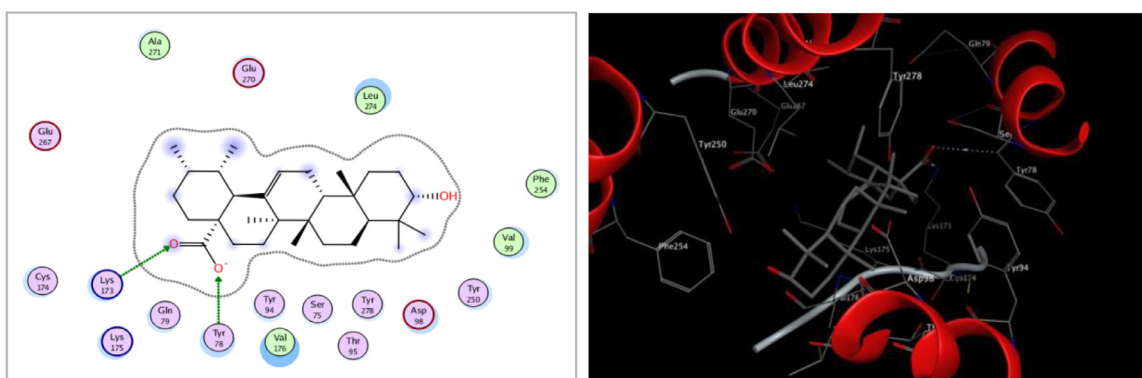 Ala
271
Glu
270
Leu
274
Glu
267
Phe
254
OH
Val
99
O
O-
Cys
174
Lys
173
Lys
175
Gln
79
Tyr
78
Tyr
94
Val
176
Ser
75
Tyr
278
Thr
95
Asp
98
Tyr
250
Gln79
Tyr278
Leu274
Glu270
Glu267
Tyr250
Tyr78
Phe254
Lys175
Lys173
Asp98
Cys174
Tyr94